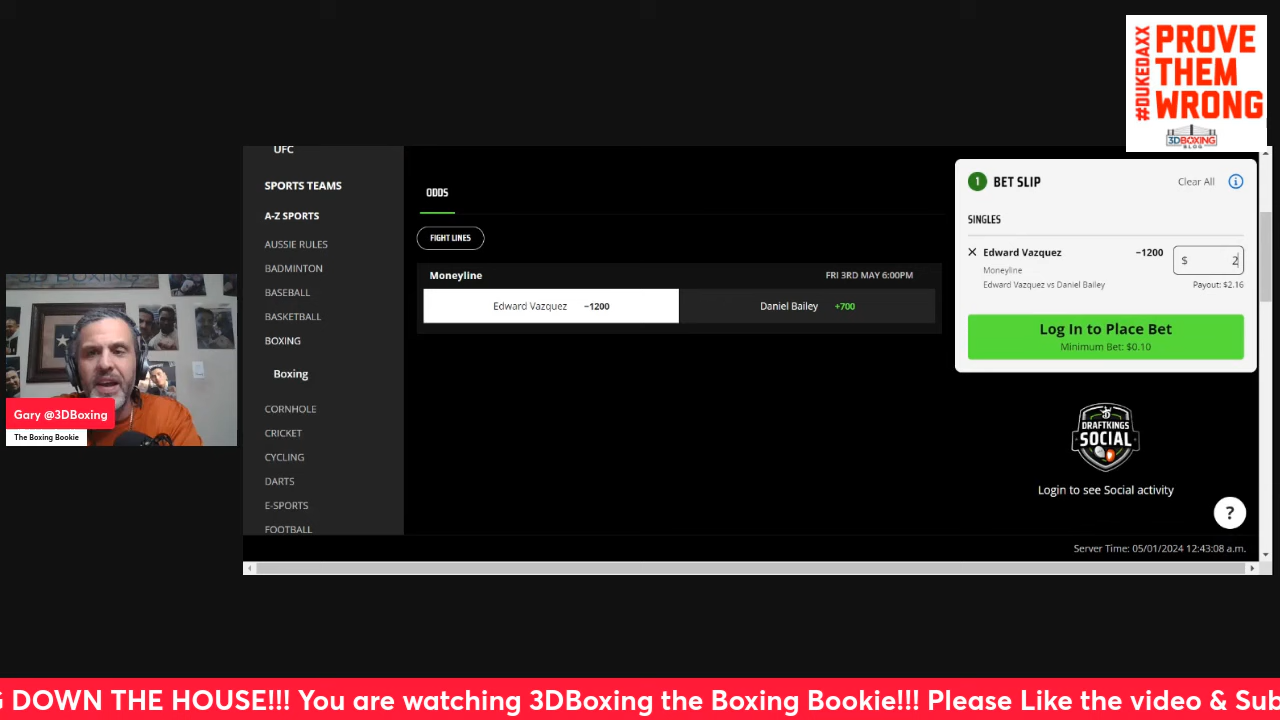 #DUKEDAXX
PROVE
THEM
WRONG
3DBOXING
BLOG
UFC
SPORTS TEAMS
A-Z SPORTS
AUSSIE RULES
BADMINTON
BASEBALL
BASKETBALL
BOXING
Boxing
CORNHOLE
CRICKET
CYCLING
DARTS
E-SPORTS
FOOTBALL
ODDS
FIGHT LINES
Moneyline FRI 3RD MAY 6:00PM
Edward Vazquez −1200 Daniel Bailey +700
1 BET SLIP Clear All i
SINGLES
× Edward Vazquez −1200 $ 2
Moneyline
Edward Vazquez vs Daniel Bailey Payout: $2.16
Log In to Place Bet
Minimum Bet: $0.10
DRAFTKINGS
SOCIAL
Login to see Social activity
?
Server Time: 05/01/2024 12:43:08 a.m.
3D BOXING
Gary @3DBoxing
The Boxing Bookie
G DOWN THE HOUSE!!! You are watching 3DBoxing the Boxing Bookie!!! Please Like the video & Sub